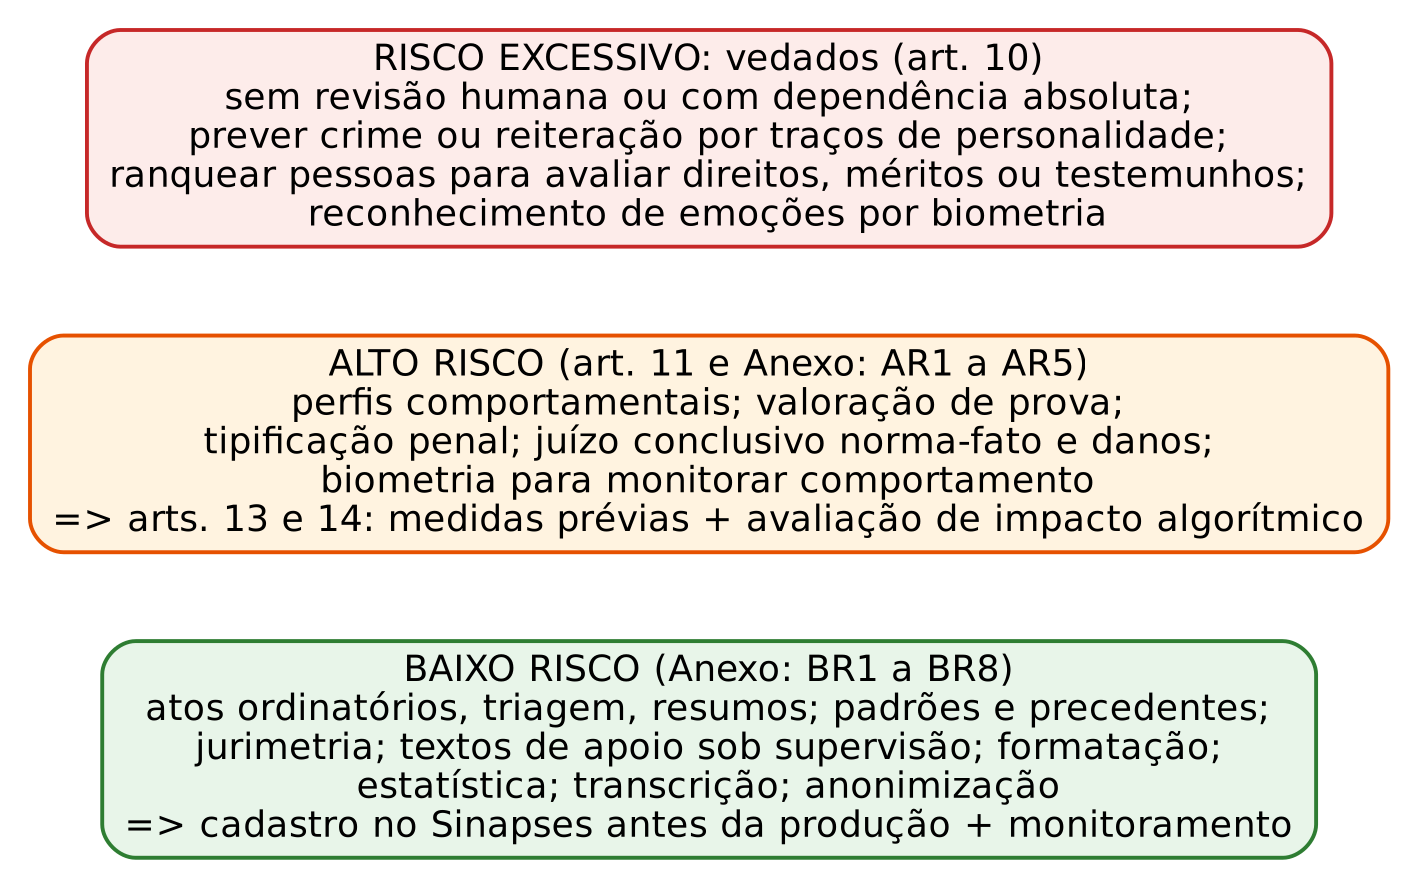 RISCO EXCESSIVO: vedados (art. 10)
sem revisão humana ou com dependência absoluta;
prever crime ou reiteração por traços de personalidade;
ranquear pessoas para avaliar direitos, méritos ou testemunhos;
reconhecimento de emoções por biometria
ALTO RISCO (art. 11 e Anexo: AR1 a AR5)
perfis comportamentais; valoração de prova;
tipificação penal; juízo conclusivo norma-fato e danos;
biometria para monitorar comportamento
=> arts. 13 e 14: medidas prévias + avaliação de impacto algorítmico
BAIXO RISCO (Anexo: BR1 a BR8)
atos ordinatórios, triagem, resumos; padrões e precedentes;
jurimetria; textos de apoio sob supervisão; formatação;
estatística; transcrição; anonimização
=> cadastro no Sinapses antes da produção + monitoramento